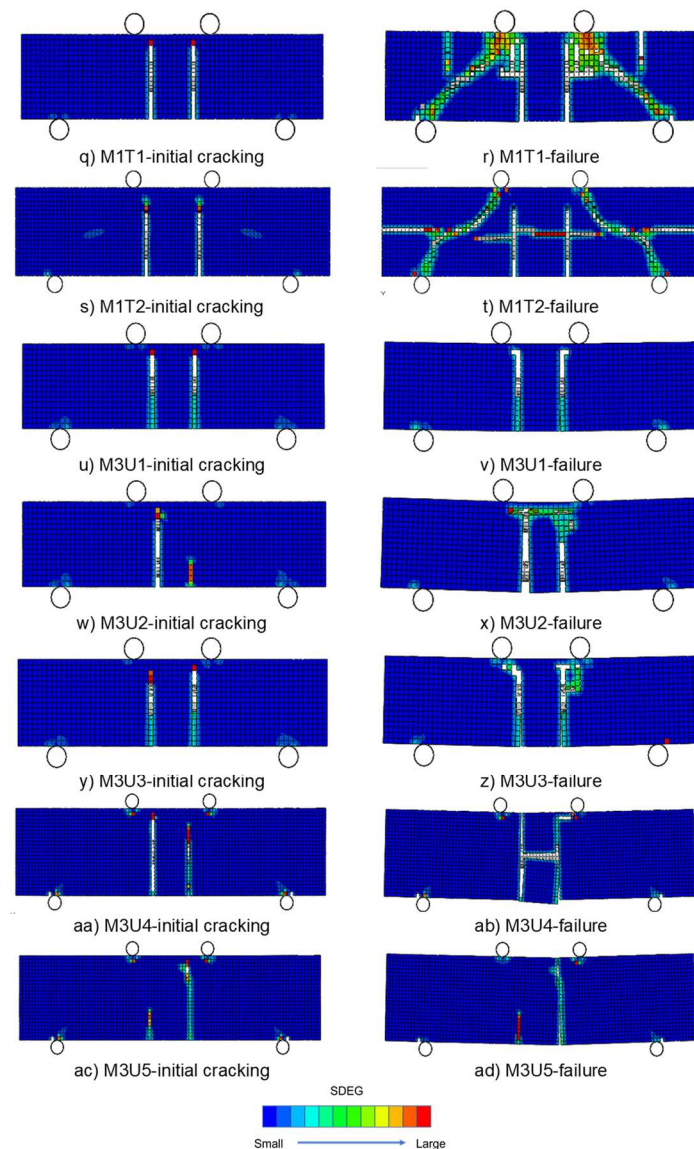 q) M1T1-initial cracking
r) M1T1-failure
s) M1T2-initial cracking
t) M1T2-failure
u) M3U1-initial cracking
v) M3U1-failure
w) M3U2-initial cracking
x) M3U2-failure
y) M3U3-initial cracking
z) M3U3-failure
aa) M3U4-initial cracking
ab) M3U4-failure
ac) M3U5-initial cracking
ad) M3U5-failure
SDEG
Small Large